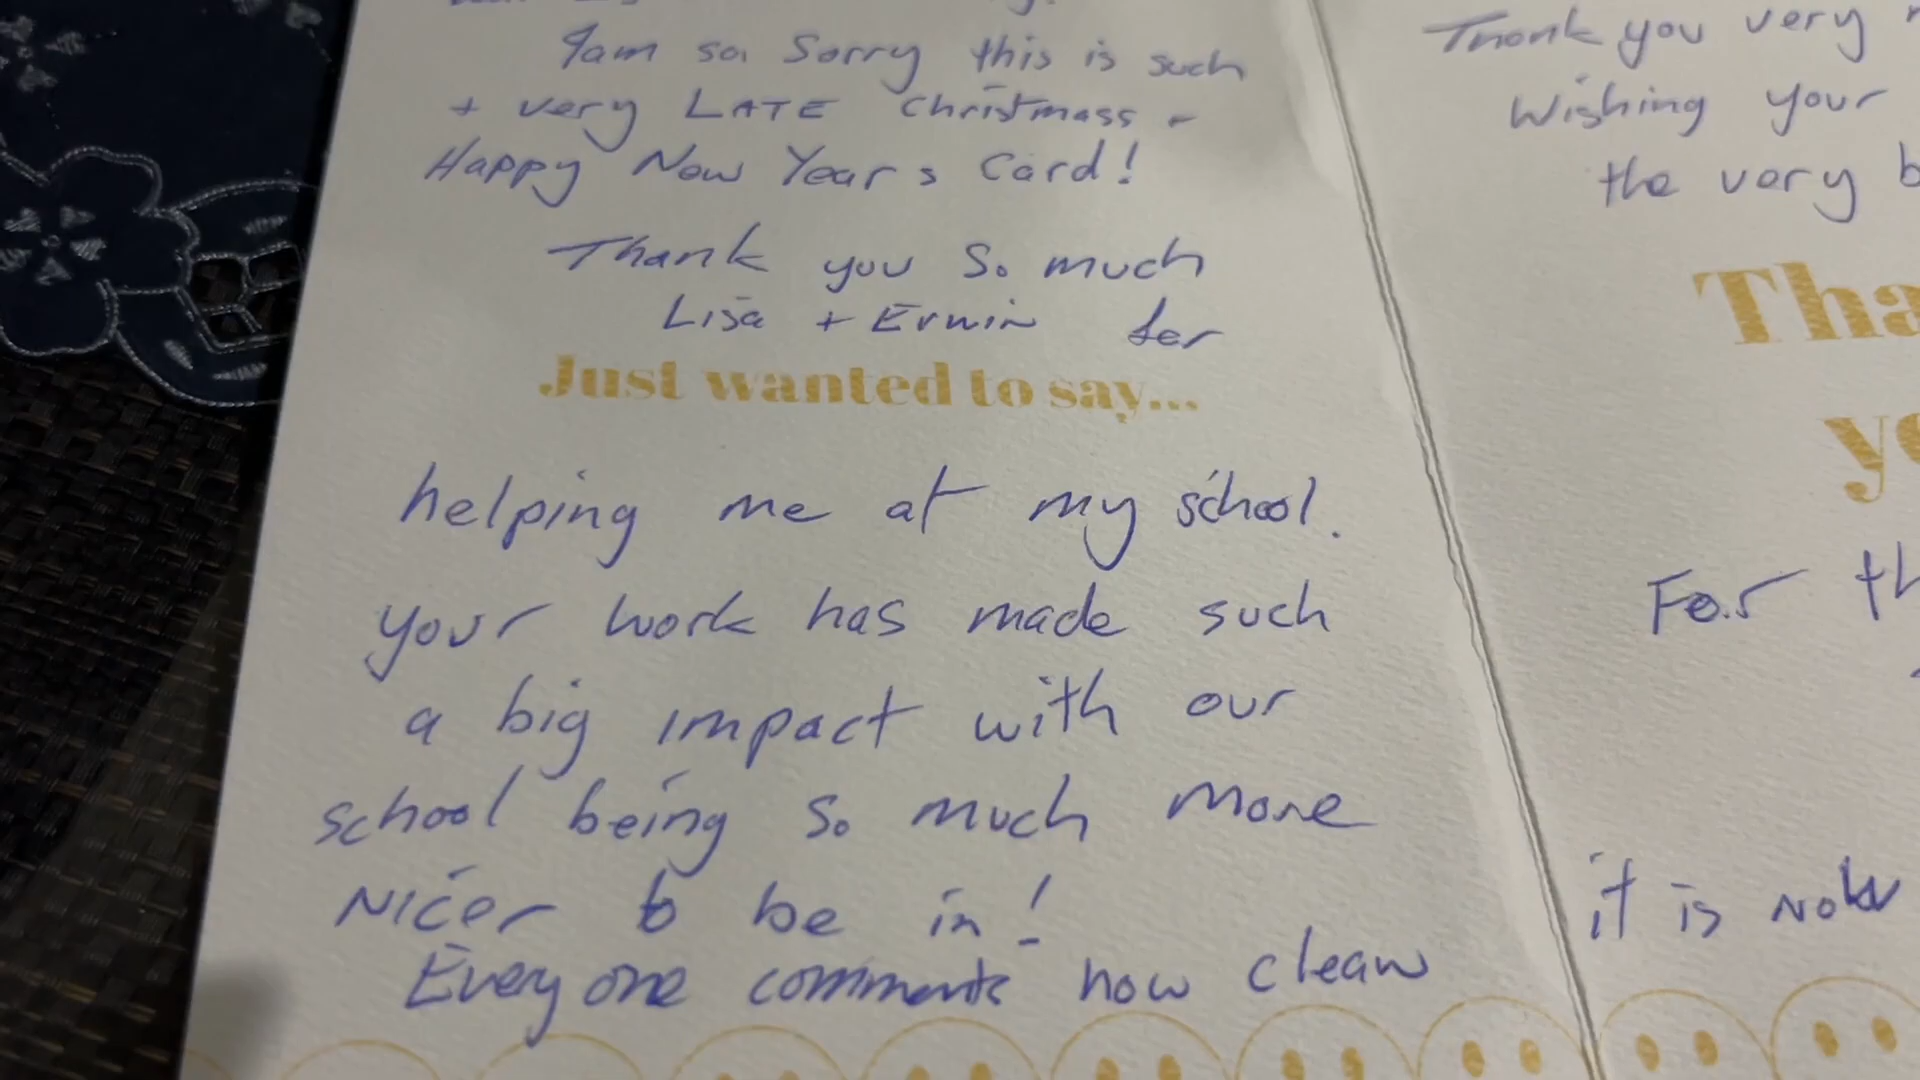 I am so Sorry this is such
+ very LATE Christmass -
Happy New Years Card!
Thank you So much
Lisa + Erwin for
Just wanted to say...
helping me at my school.
your work has made such
a big impact with our
school being So much More
Nicer to be in!
Everyone comments how clean
Thank you very
Wishing your
the very
Tha
yo
For th
it is now